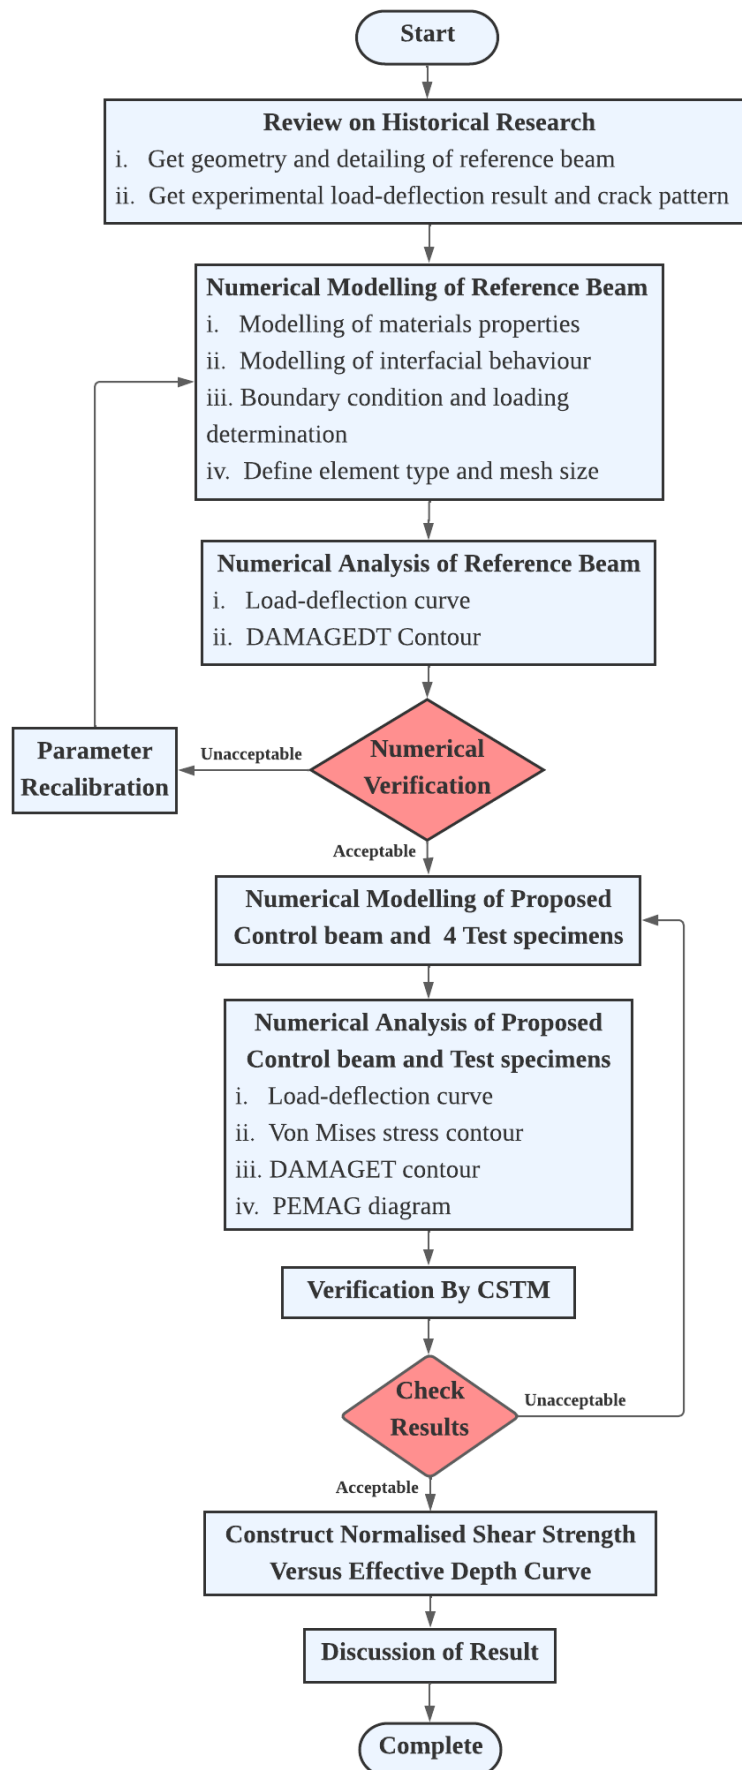 Start
Review on Historical Research
i. Get geometry and detailing of reference beam
ii. Get experimental load-deflection result and crack pattern
Numerical Modelling of Reference Beam
i. Modelling of materials properties
ii. Modelling of interfacial behaviour
iii. Boundary condition and loading
determination
iv. Define element type and mesh size
Numerical Analysis of Reference Beam
i. Load-deflection curve
ii. DAMAGEDT Contour
Numerical
Verification
Unacceptable
Parameter
Recalibration
Acceptable
Numerical Modelling of Proposed
Control beam and 4 Test specimens
Numerical Analysis of Proposed
Control beam and Test specimens
i. Load-deflection curve
ii. Von Mises stress contour
iii. DAMAGET contour
iv. PEMAG diagram
Verification By CSTM
Check
Results
Unacceptable
Acceptable
Construct Normalised Shear Strength
Versus Effective Depth Curve
Discussion of Result
Complete